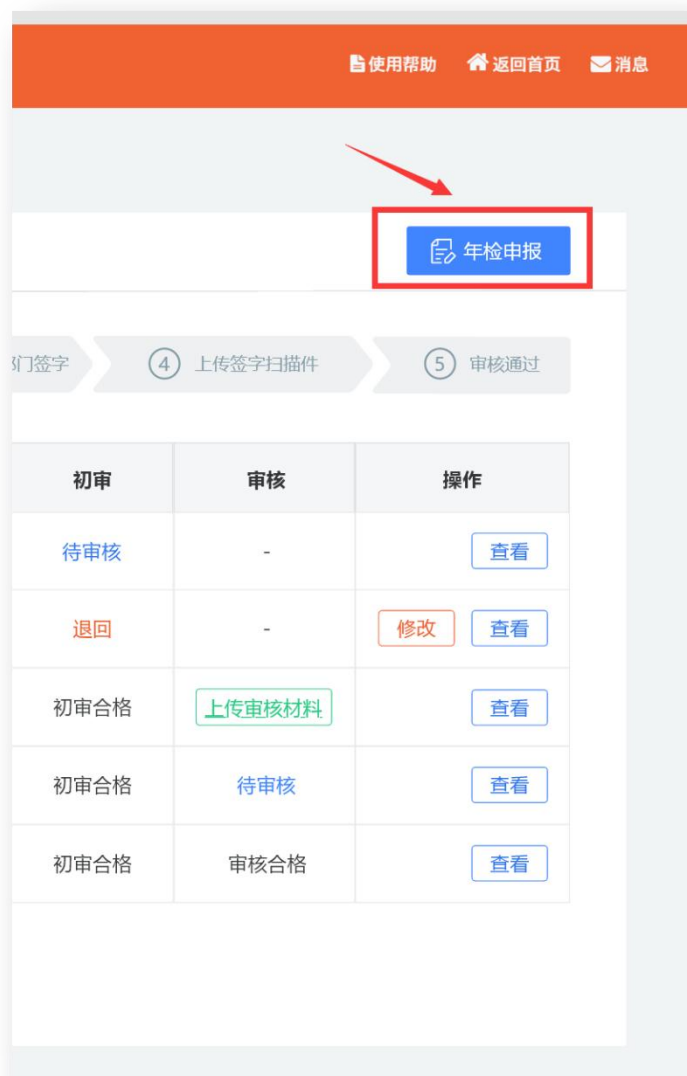 使用帮助 返回首页 消息
年检申报
门签字 4 上传签字扫描件 5 审核通过
初审 审核 操作
待审核 - 查看
退回 - 修改 查看
初审合格 上传审核材料 查看
初审合格 待审核 查看
初审合格 审核合格 查看